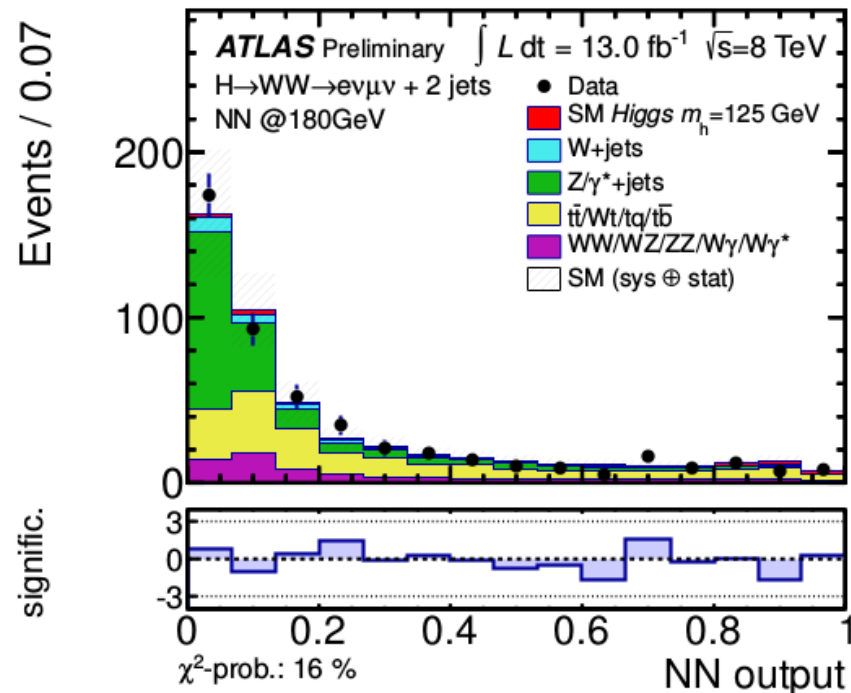 Events / 0.07
ATLAS Preliminary ∫ L dt = 13.0 fb⁻¹ √s=8 TeV
H→WW→eνμν + 2 jets
NN @180GeV
Data
SM Higgs m_h=125 GeV
W+jets
Z/γ*+jets
tt̄/Wt/tq/tb̄
WW/WZ/ZZ/Wγ/Wγ*
SM (sys ⊕ stat)
200
100
0
signific.
3
0
-3
0 0.2 0.4 0.6 0.8 1
χ²-prob.: 16 %
NN output